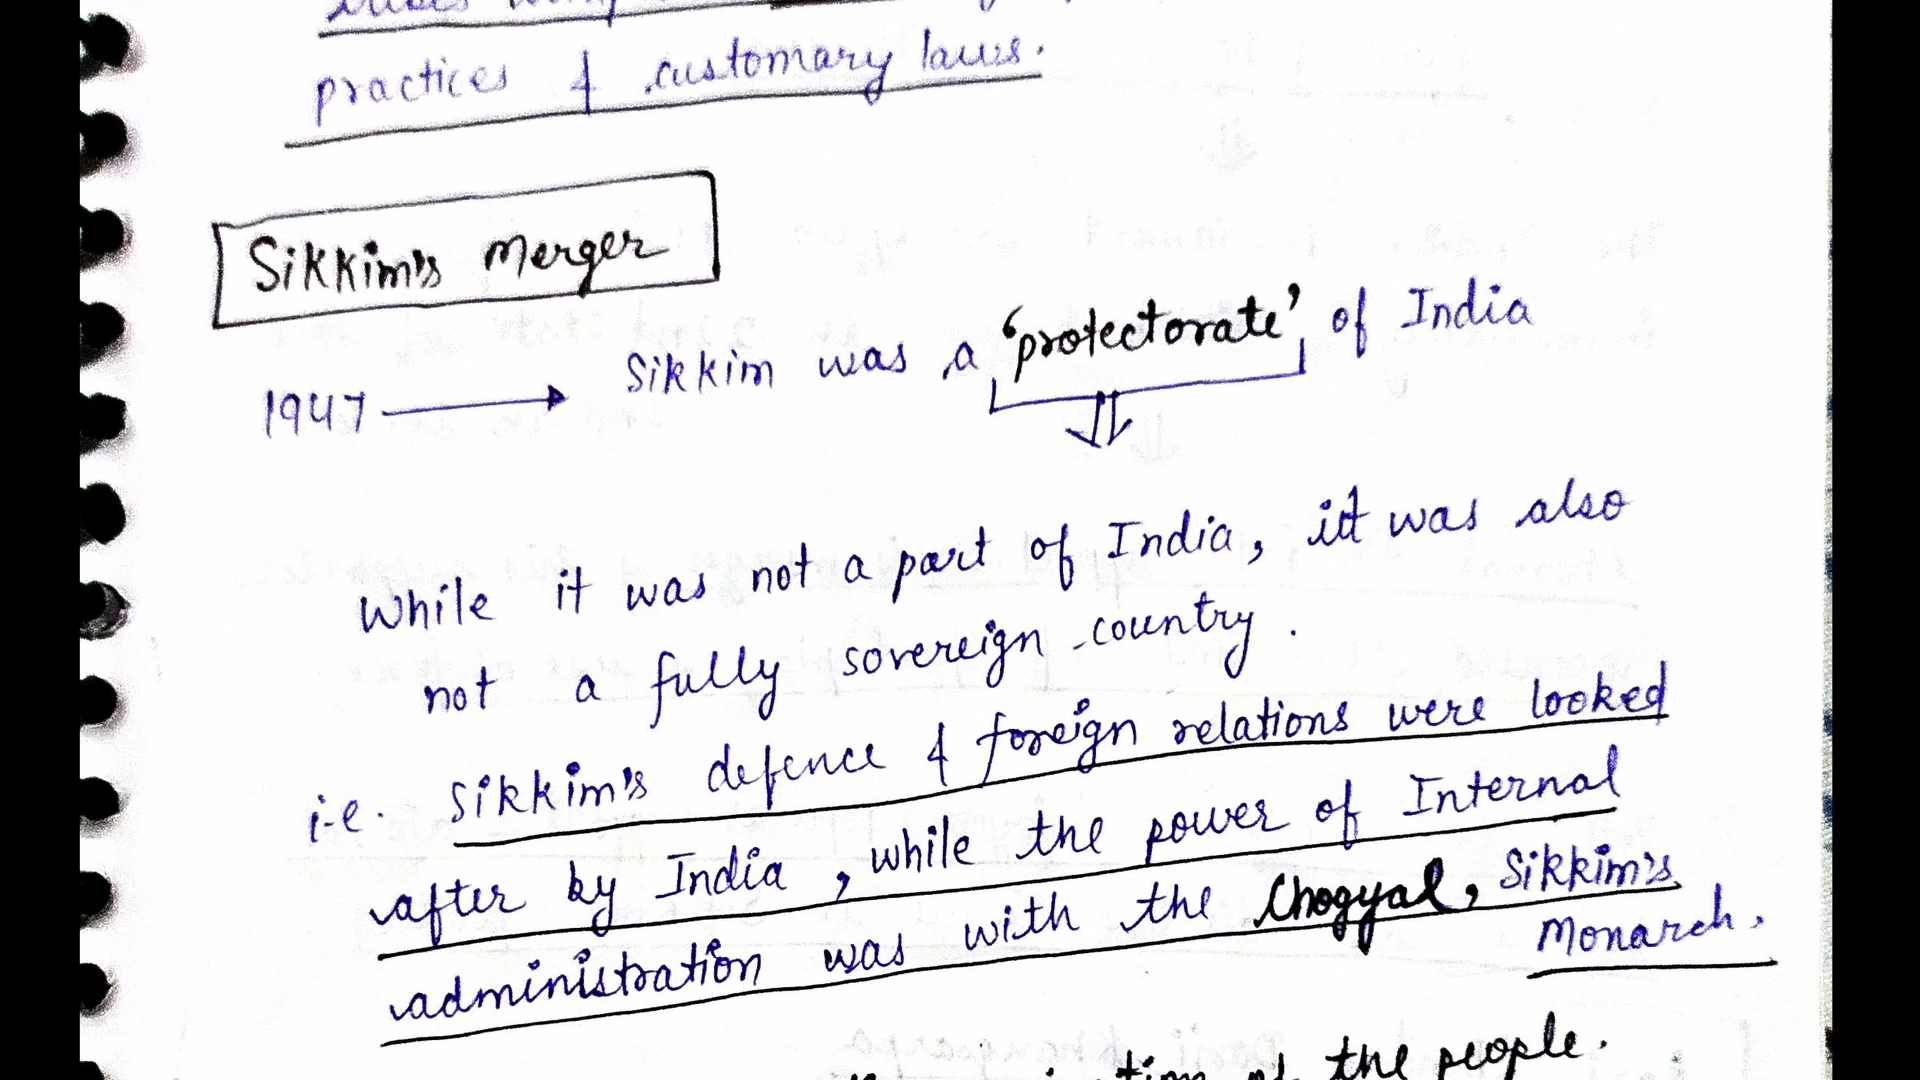 practices & customary laws.
Sikkim's Merger
1947 → Sikkim was a 'protectorate' of India
While it was not a part of India, it was also
not a fully sovereign country.
i.e. Sikkim's defence & foreign relations were looked
after by India, while the power of Internal
administration was with the Chogyal, Sikkim's
Monarch.
of the people.